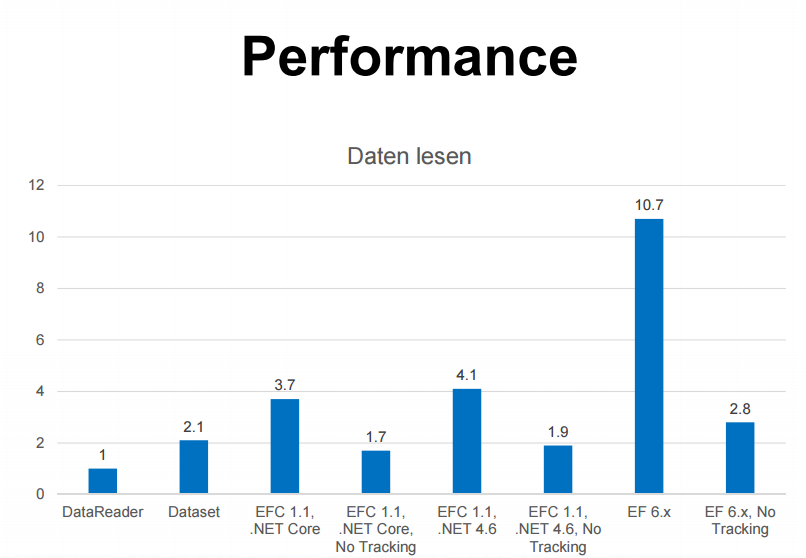 Performance
Daten lesen
12
10
8
6
4
2
0
1
2.1
3.7
1.7
4.1
1.9
10.7
2.8
DataReader
Dataset
EFC 1.1,
.NET Core
EFC 1.1,
.NET Core,
No Tracking
EFC 1.1,
.NET 4.6
EFC 1.1,
.NET 4.6, No
Tracking
EF 6.x
EF 6.x, No
Tracking